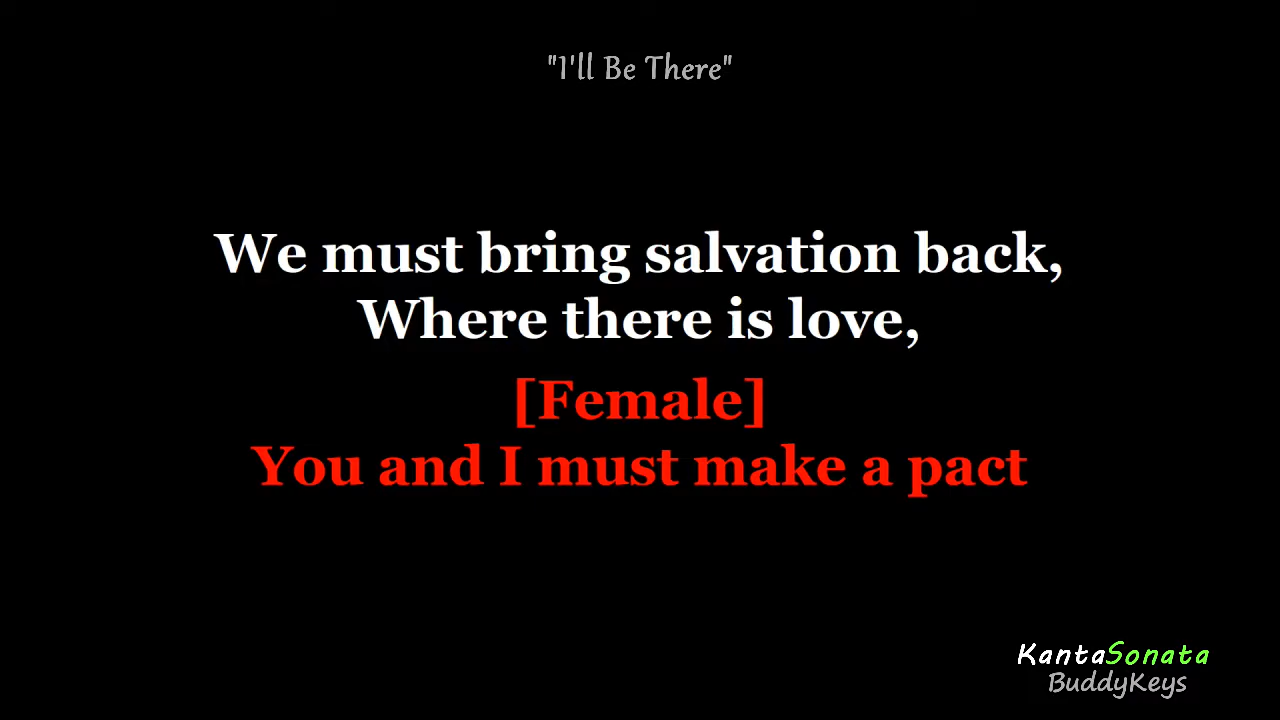 "I'll Be There"
We must bring salvation back,
Where there is love,
[Female]
You and I must make a pact
KantaSonata
BuddyKeys